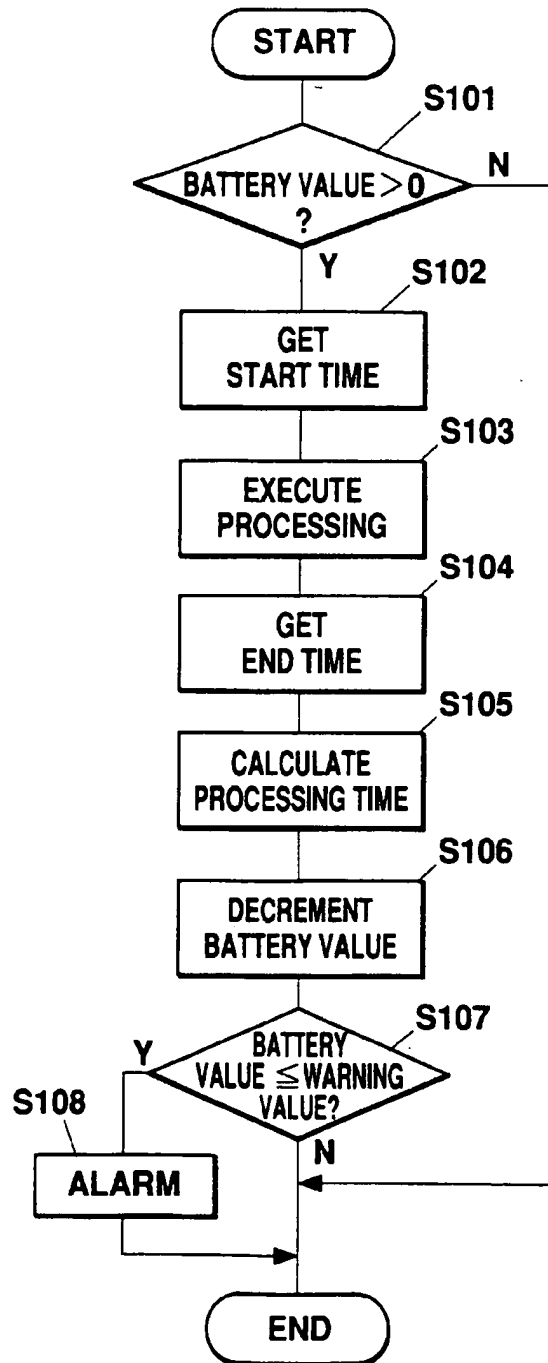 START
S101
BATTERY VALUE > 0
?
N
Y
S102
GET
START TIME
S103
EXECUTE
PROCESSING
S104
GET
END TIME
S105
CALCULATE
PROCESSING TIME
S106
DECREMENT
BATTERY VALUE
S107
BATTERY
VALUE ≦ WARNING
VALUE?
Y
N
S108
ALARM
END